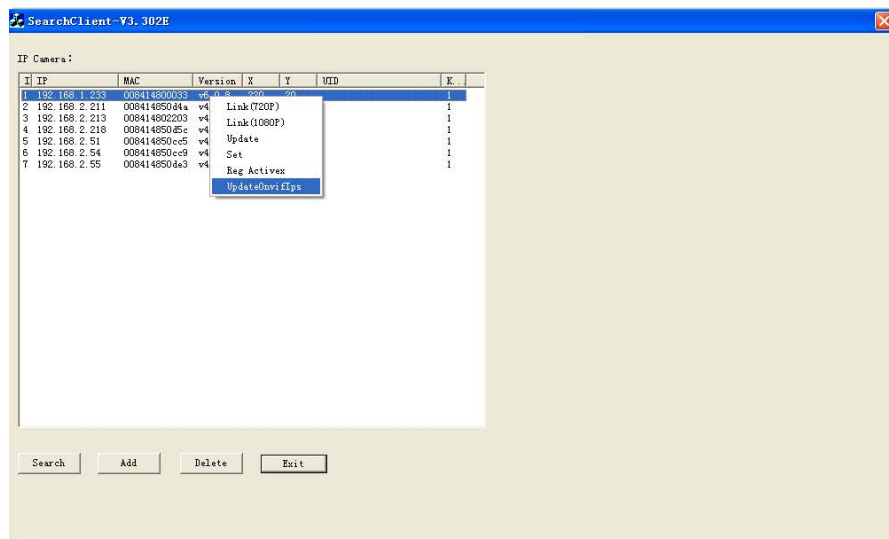 SearchClient-V3.302E
IP Camera:
I IP MAC Version X Y UID K...
1 192.168.1.233 008414800033 v6.0.8 220 20 1
2 192.168.2.211 008414850d4a v4 1
3 192.168.2.213 008414802203 v4 1
4 192.168.2.218 008414850d5c v4 1
5 192.168.2.51 008414850cc5 v4 1
6 192.168.2.54 008414850cc9 v4 1
7 192.168.2.55 008414850de3 v4 1
Link(720P)
Link(1080P)
Update
Set
Reg Activex
UpdateOnvifIps
Search Add Delete Exit